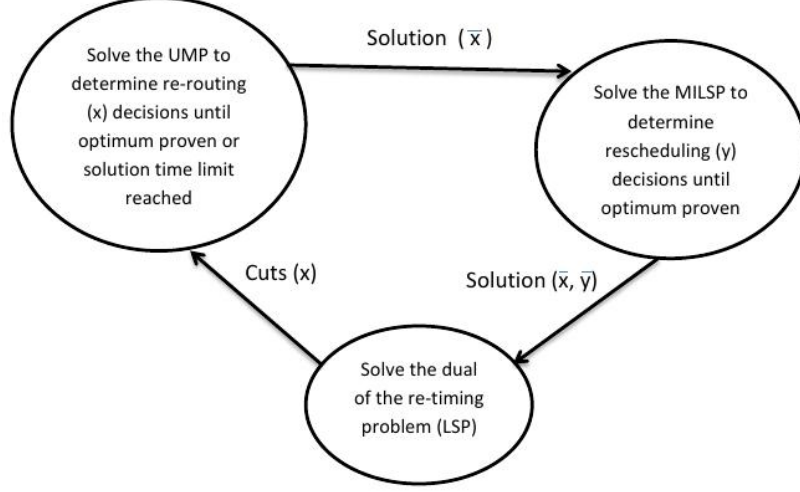 Solve the UMP to
determine re-routing
(x) decisions until
optimum proven or
solution time limit
reached
Solution (x̅)
Solve the MILSP to
determine
rescheduling (y)
decisions until
optimum proven
Cuts (x)
Solution (x̅, y̅)
Solve the dual
of the re-timing
problem (LSP)